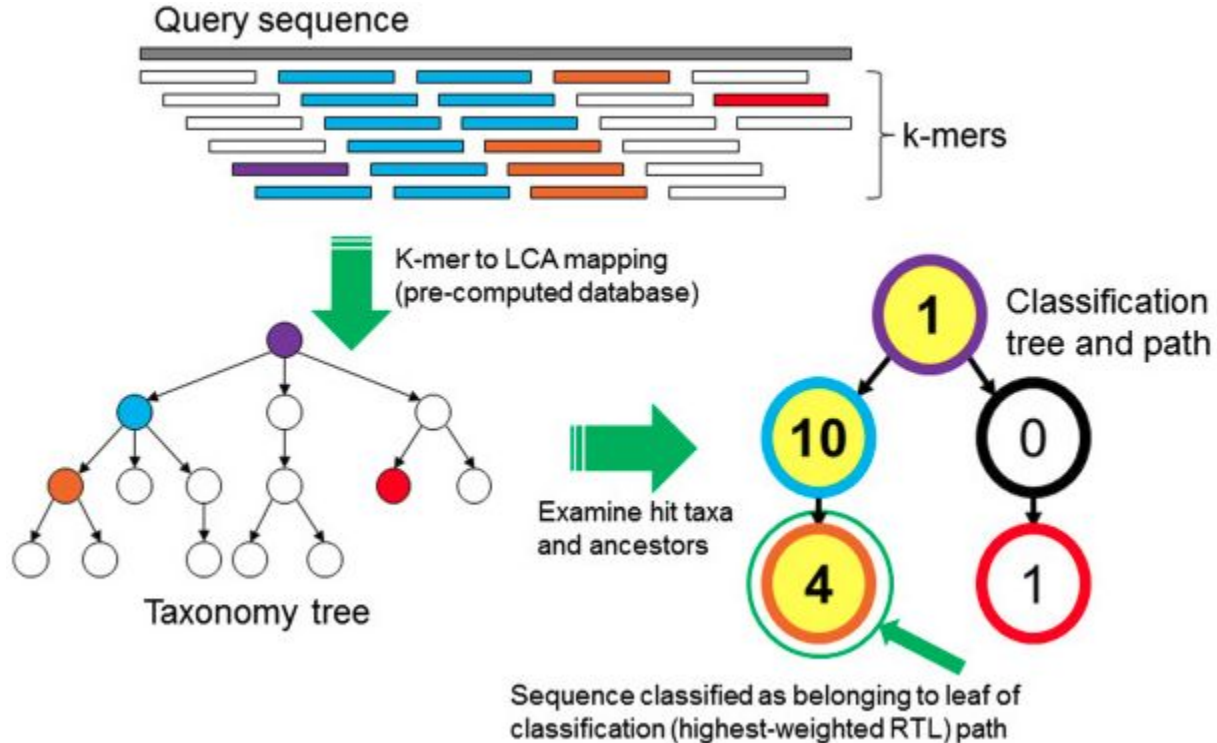 Query sequence
k-mers
K-mer to LCA mapping
(pre-computed database)
1
Classification
tree and path
10
0
Examine hit taxa
and ancestors
4
1
Taxonomy tree
Sequence classified as belonging to leaf of
classification (highest-weighted RTL) path